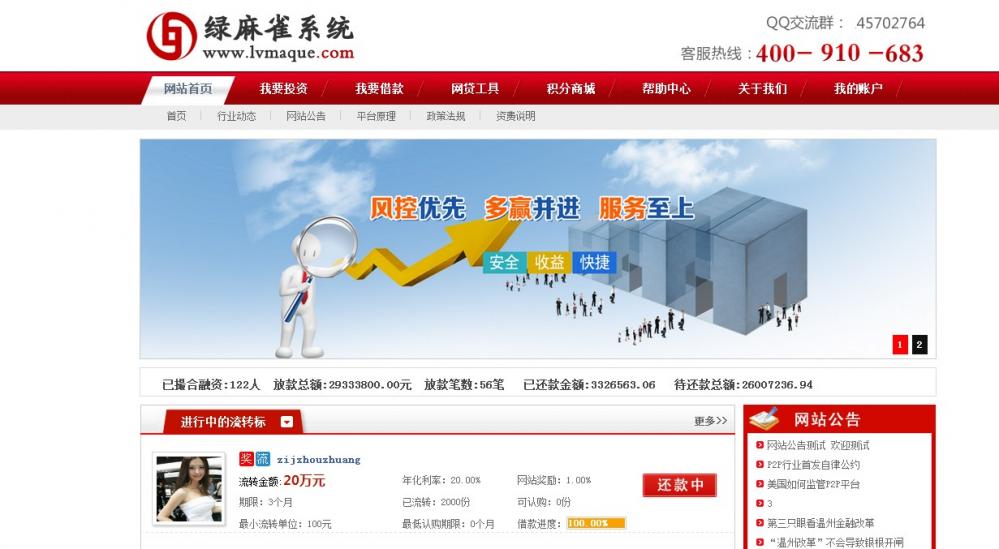 绿麻雀系统
www.lvmaque.com
QQ交流群： 45702764
客服热线：400－910－683
网站首页 我要投资 我要借款 网贷工具 积分商城 帮助中心 关于我们 我的账户
首页 行业动态 网站公告 平台原理 政策法规 资费说明
风控优先 多赢并进 服务至上
安全 收益 快捷
1 2
已撮合融资:122人 放款总额:29333800.00元 放款笔数:56笔 已还款金额:3326563.06 待还款总额:26007236.94
进行中的流转标 更多>>
奖 流 zijzhouzhuang
流转金额:20万元 年化利率：20.00% 网站奖励：1.00%
还款中
期限：3个月 已流转：2000份 可认购：0份
最小流转单位：100元 最低认购期限：0个月 借款进度：100.00%
网站公告
网站公告测试 欢迎测试
P2P行业首发自律公约
美国如何监管P2P平台
3
第三只眼看温州金融改革
“温州改革”不会导致银根开闸